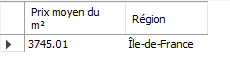 Prix moyen du
m²
Région
3745.01
Île-de-France